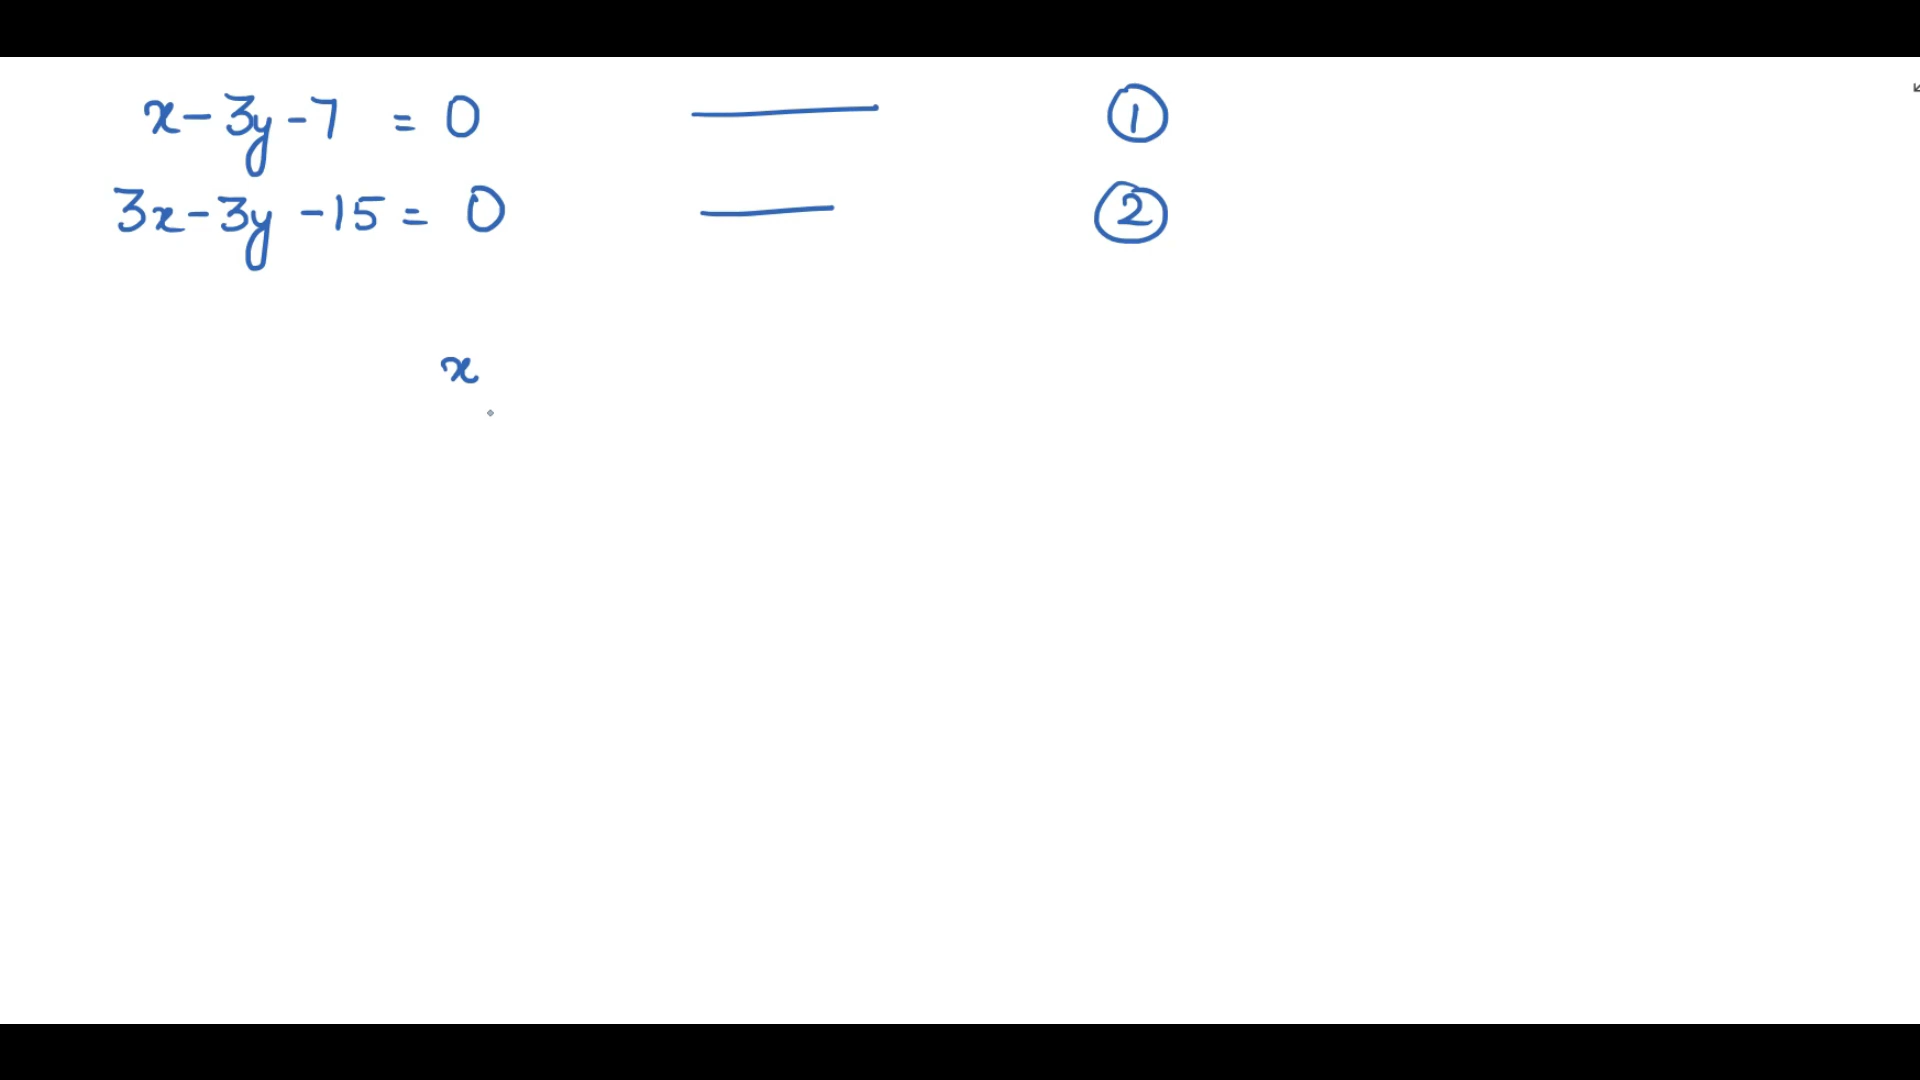 x - 3y - 7 = 0 ——— ①
3x - 3y - 15 = 0 ——— ②
x